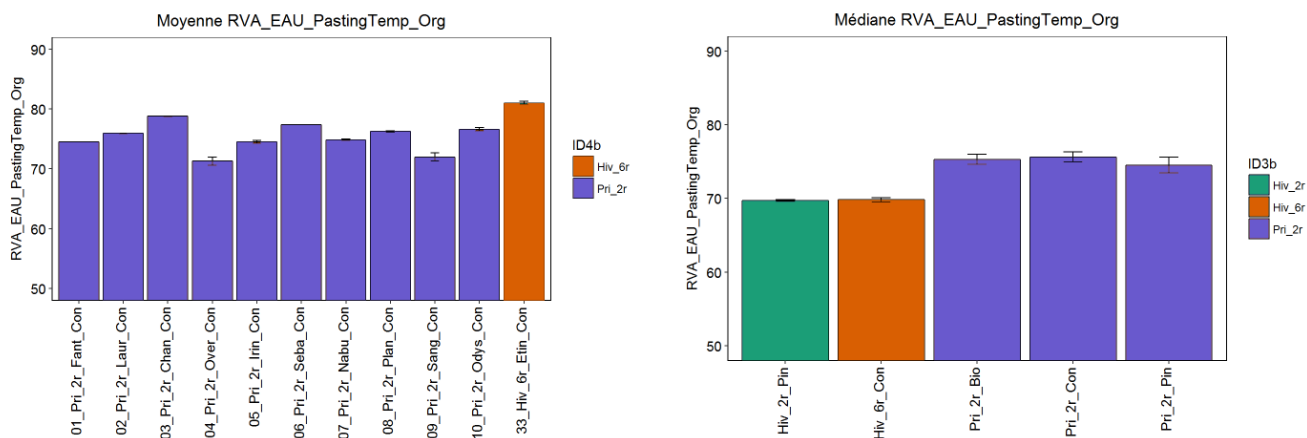 Moyenne RVA_EAU_PastingTemp_Org
RVA_EAU_PastingTemp_Org
90
80
70
60
50
01_Pri_2r_Fant_Con
02_Pri_2r_Laur_Con
03_Pri_2r_Chan_Con
04_Pri_2r_Over_Con
05_Pri_2r_Irin_Con
06_Pri_2r_Seba_Con
07_Pri_2r_Nabu_Con
08_Pri_2r_Plan_Con
09_Pri_2r_Sang_Con
10_Pri_2r_Odys_Con
33_Hiv_6r_Etin_Con
ID4b
Hiv_6r
Pri_2r
Médiane RVA_EAU_PastingTemp_Org
RVA_EAU_PastingTemp_Org
90
80
70
60
50
Hiv_2r_Pin
Hiv_6r_Con
Pri_2r_Bio
Pri_2r_Con
Pri_2r_Pin
ID3b
Hiv_2r
Hiv_6r
Pri_2r